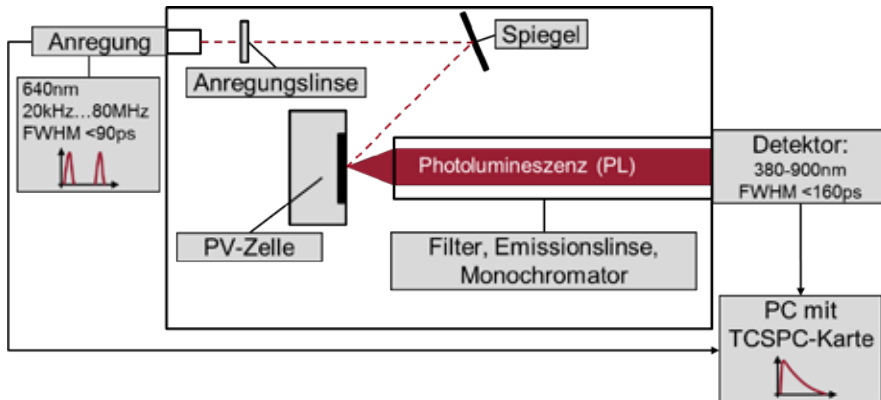 Anregung
640nm
20kHz...80MHz
FWHM <90ps
Anregungslinse
Spiegel
Photolumineszenz (PL)
PV-Zelle
Filter, Emissionslinse,
Monochromator
Detektor:
380-900nm
FWHM <160ps
PC mit
TCSPC-Karte